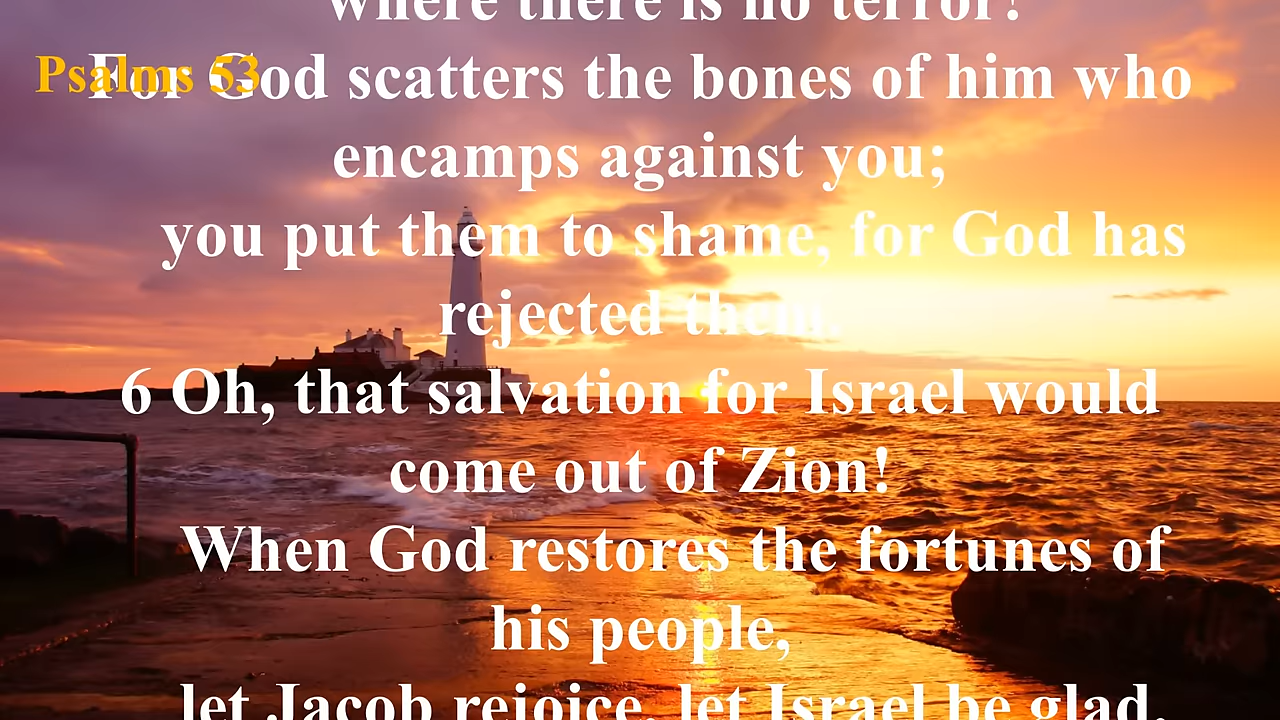 where there is no terror!
Psalms 53
For God scatters the bones of him who
encamps against you;
you put them to shame, for God has
rejected them.
6 Oh, that salvation for Israel would
come out of Zion!
When God restores the fortunes of
his people,
let Jacob rejoice, let Israel be glad